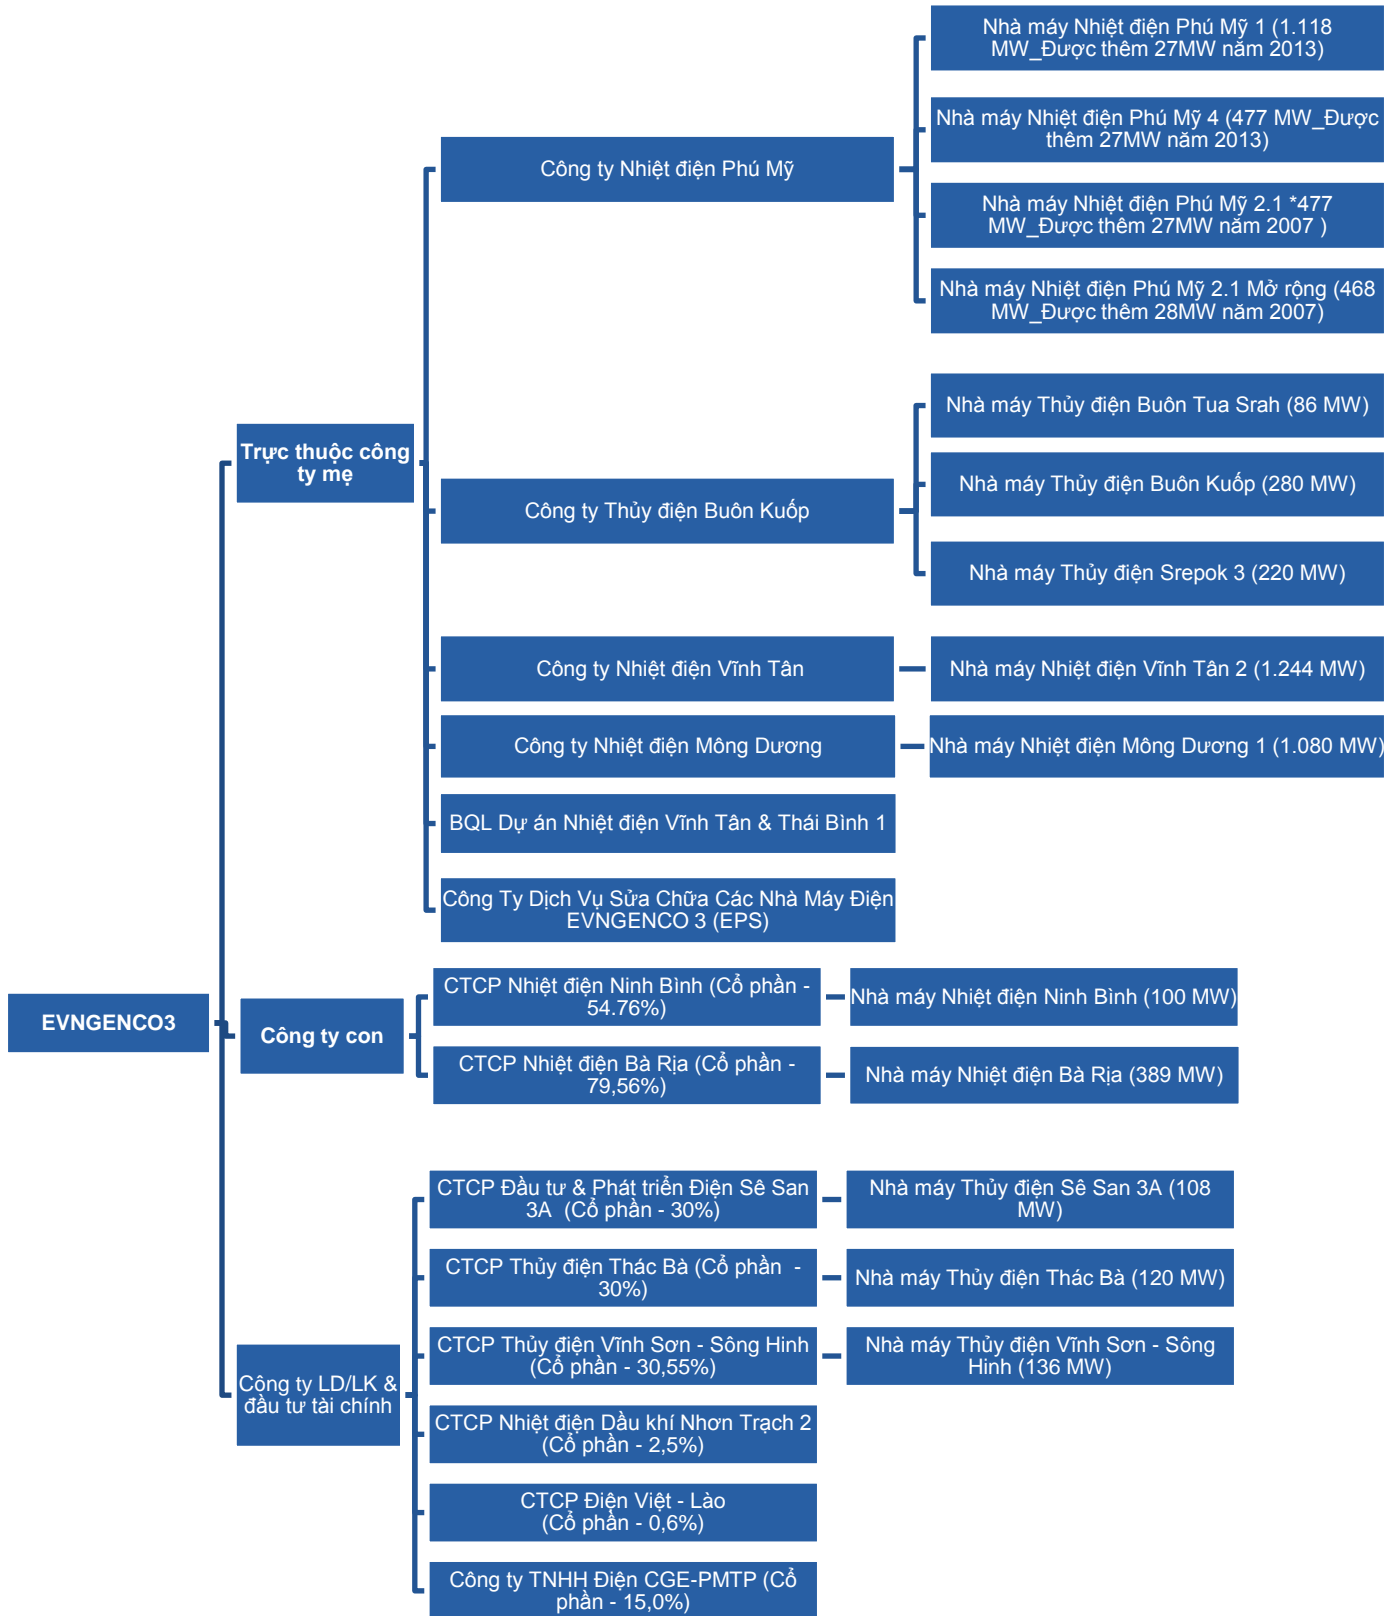 Nhà máy Nhiệt điện Phú Mỹ 1 (1.118
MW_Được thêm 27MW năm 2013)
Nhà máy Nhiệt điện Phú Mỹ 4 (477 MW_Được
thêm 27MW năm 2013)
Công ty Nhiệt điện Phú Mỹ
Nhà máy Nhiệt điện Phú Mỹ 2.1 *477
MW_Được thêm 27MW năm 2007 )
Nhà máy Nhiệt điện Phú Mỹ 2.1 Mở rộng (468
MW_Được thêm 28MW năm 2007)
Nhà máy Thủy điện Buôn Tua Srah (86 MW)
Trực thuộc công
ty mẹ
Nhà máy Thủy điện Buôn Kuốp (280 MW)
Công ty Thủy điện Buôn Kuốp
Nhà máy Thủy điện Srepok 3 (220 MW)
Công ty Nhiệt điện Vĩnh Tân
Nhà máy Nhiệt điện Vĩnh Tân 2 (1.244 MW)
Công ty Nhiệt điện Mông Dương
Nhà máy Nhiệt điện Mông Dương 1 (1.080 MW)
BQL Dự án Nhiệt điện Vĩnh Tân & Thái Bình 1
Công Ty Dịch Vụ Sửa Chữa Các Nhà Máy Điện
EVNGENCO 3 (EPS)
EVNGENCO3
Công ty con
CTCP Nhiệt điện Ninh Bình (Cổ phần -
54.76%)
Nhà máy Nhiệt điện Ninh Bình (100 MW)
CTCP Nhiệt điện Bà Rịa (Cổ phần -
79,56%)
Nhà máy Nhiệt điện Bà Rịa (389 MW)
CTCP Đầu tư & Phát triển Điện Sê San
3A  (Cổ phần - 30%)
Nhà máy Thủy điện Sê San 3A (108
MW)
CTCP Thủy điện Thác Bà (Cổ phần  -
30%)
Nhà máy Thủy điện Thác Bà (120 MW)
CTCP Thủy điện Vĩnh Sơn - Sông Hinh
(Cổ phần - 30,55%)
Nhà máy Thủy điện Vĩnh Sơn - Sông
Hinh (136 MW)
Công ty LD/LK &
đầu tư tài chính
CTCP Nhiệt điện Dầu khí Nhơn Trạch 2
(Cổ phần - 2,5%)
CTCP Điện Việt - Lào
(Cổ phần - 0,6%)
Công ty TNHH Điện CGE-PMTP (Cổ
phần - 15,0%)